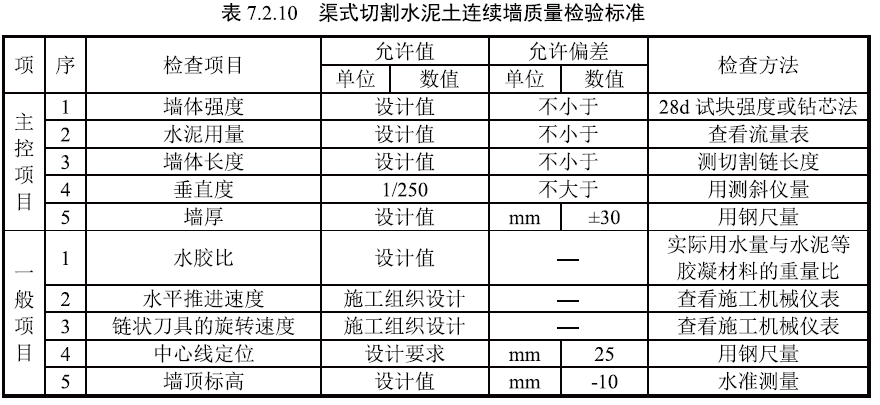 表 7.2.10 渠式切割水泥土连续墙质量检验标准
项 序 检查项目 允许值 允许偏差 检查方法
单位 数值 单位 数值
主控项目
1 墙体强度 设计值 不小于 28d 试块强度或钻芯法
2 水泥用量 设计值 不小于 查看流量表
3 墙体长度 设计值 不小于 测切割链长度
4 垂直度 1/250 不大于 用测斜仪量
5 墙厚 设计值 mm ±30 用钢尺量
一般项目
1 水胶比 设计值 — 实际用水量与水泥等
胶凝材料的重量比
2 水平推进速度 施工组织设计 — 查看施工机械仪表
3 链状刀具的旋转速度 施工组织设计 — 查看施工机械仪表
4 中心线定位 设计要求 mm 25 用钢尺量
5 墙顶标高 设计值 mm -10 水准测量